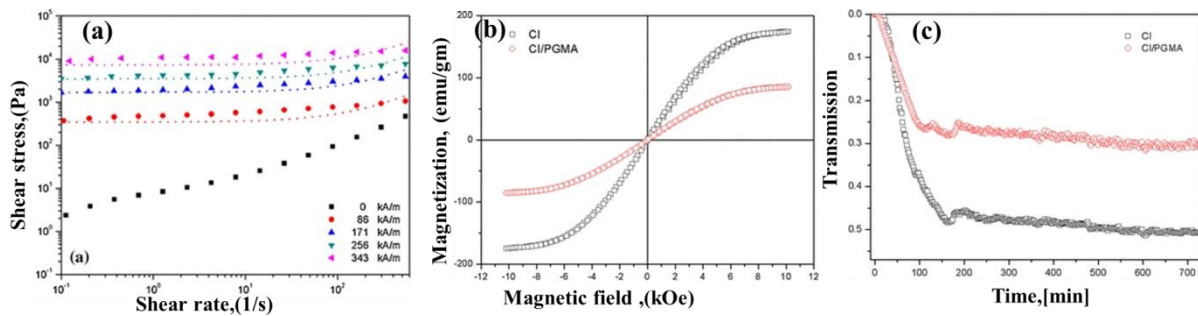 (a)
Shear stress,(Pa)
10^5
10^4
10^3
10^2
10^1
10^0
10^-1
0 kA/m
86 kA/m
171 kA/m
256 kA/m
343 kA/m
(a)
10^-1 10^0 10^1 10^2
Shear rate,(1/s)
(b)
CI
CI/PGMA
Magnetization, (emu/gm)
200
100
0
-100
-200
-12 -10 -8 -6 -4 -2 0 2 4 6 8 10 12
Magnetic field ,(kOe)
CI
CI/PGMA
(c)
Transmission
0.0
0.1
0.2
0.3
0.4
0.5
0 100 200 300 400 500 600 700
Time,[min]